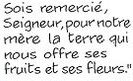 Sois remercié,
Seigneur, pour notre
mère la terre qui
nous offre ses
fruits et ses fleurs."